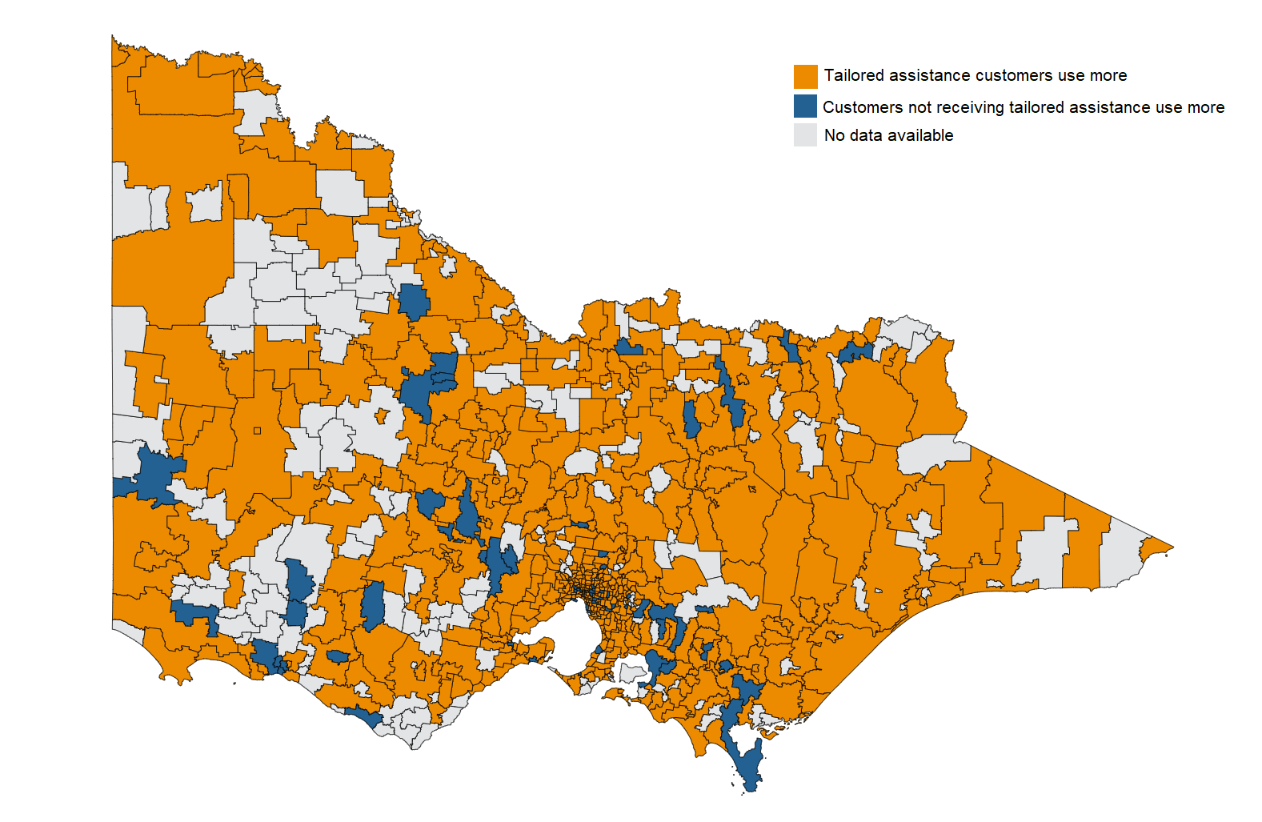 Tailored assistance customers use more
Customers not receiving tailored assistance use more
No data available